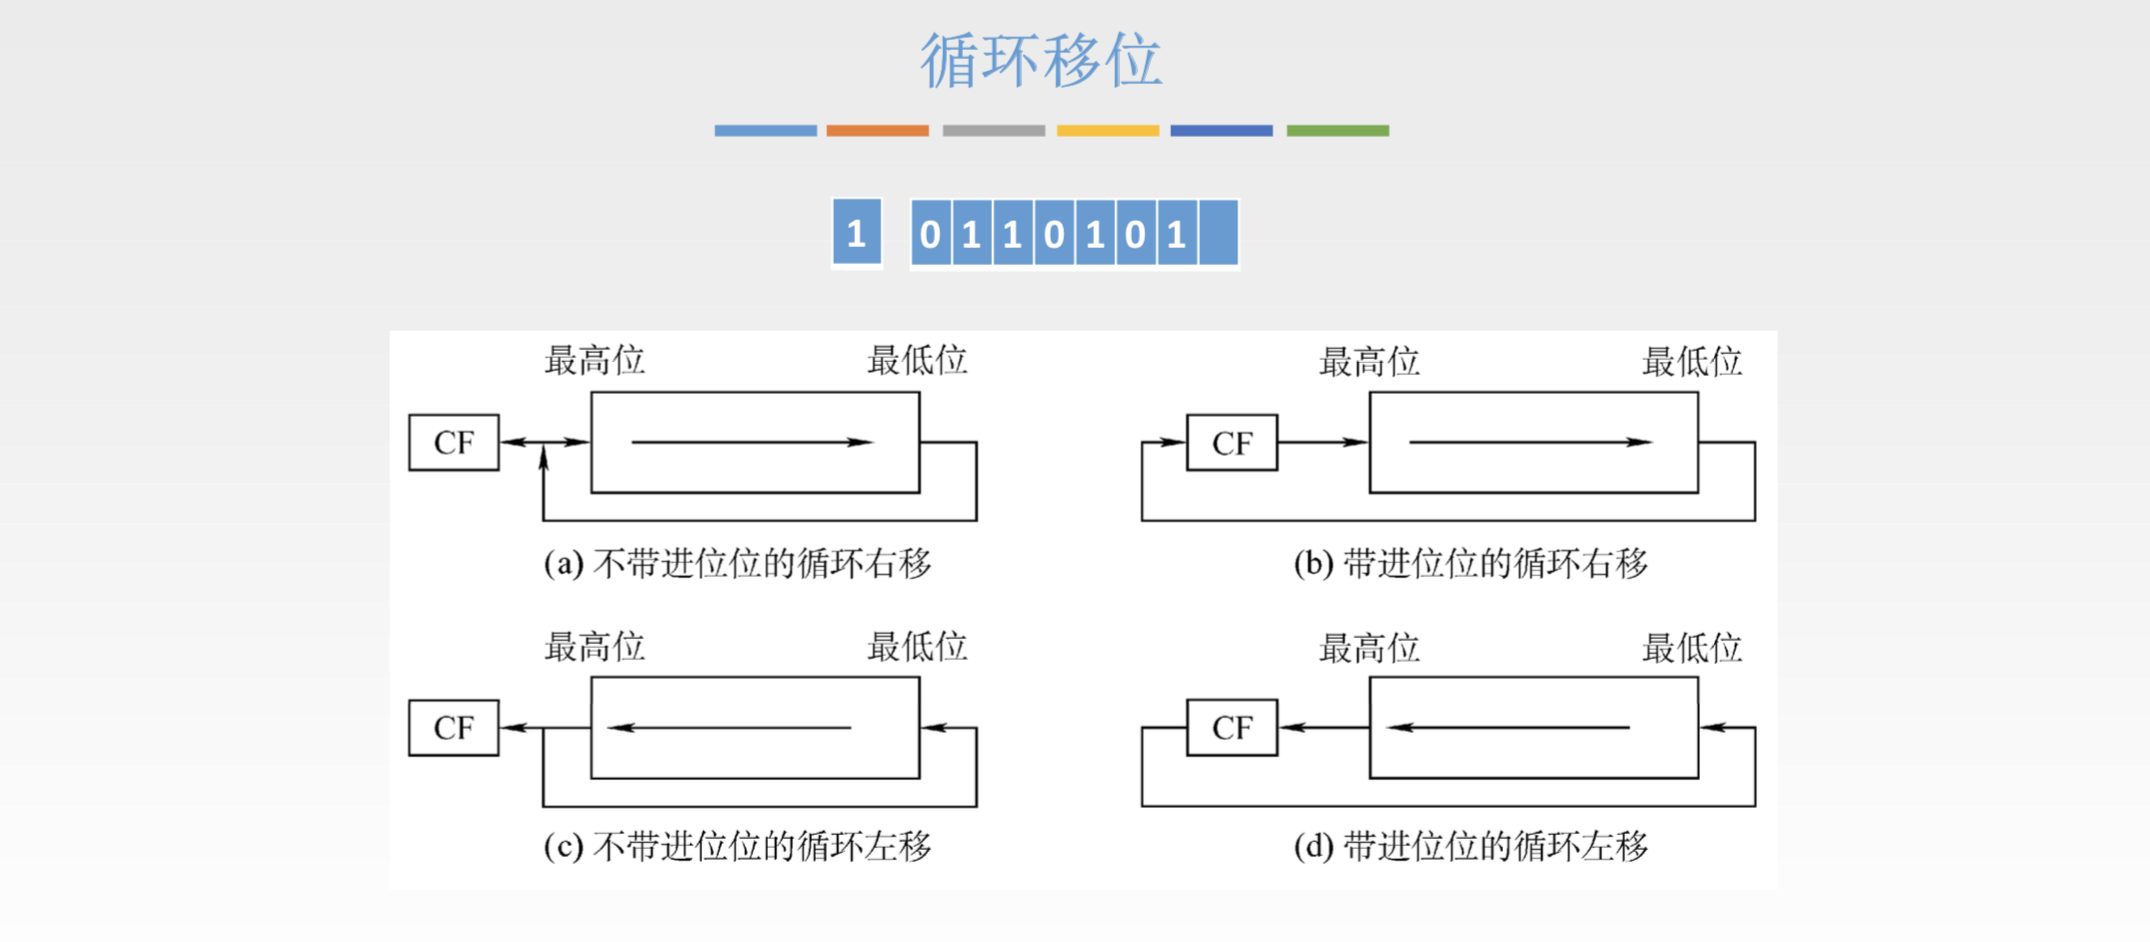 循环移位
1 0 1 1 0 1 0 1
最高位 最低位 最高位 最低位
CF CF
(a) 不带进位位的循环右移 (b) 带进位位的循环右移
最高位 最低位 最高位 最低位
CF CF
(c) 不带进位位的循环左移 (d) 带进位位的循环左移